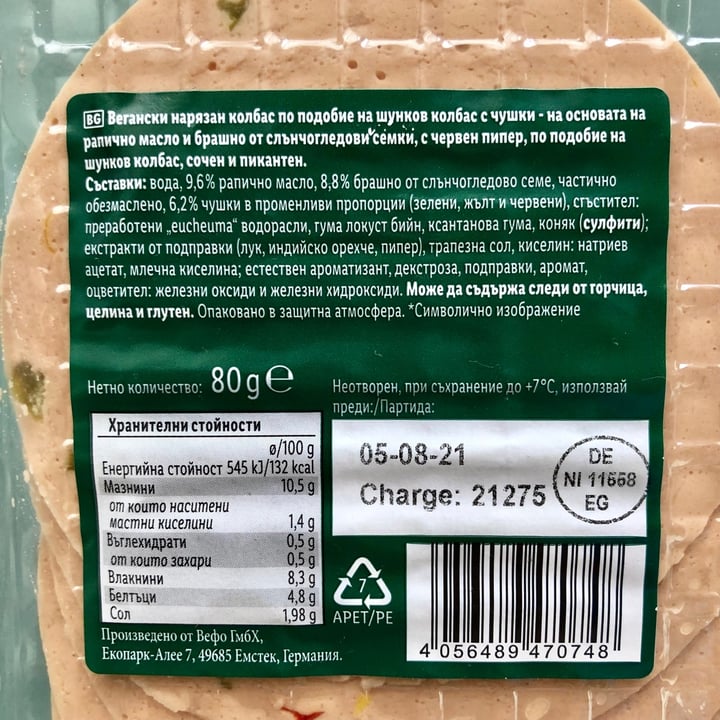 BG Вегански нарязан колбас по подобие на шунков колбас с чушки - на основата на
рапично масло и брашно от слънчогледови семки, с червен пипер, по подобие на
шунков колбас, сочен и пикантен.
Съставки: вода, 9,6% рапично масло, 8,8% брашно от слънчогледово семе, частично
обезмаслено, 6,2% чушки в променливи пропорции (зелени, жълт и червени), сгъстител:
преработени „eucheuma“ водорасли, гума локуст бийн, ксантанова гума, коняк (сулфити);
екстракти от подправки (лук, индийско орехче, пипер), трапезна сол, киселин: натриев
ацетат, млечна киселина; естествен ароматизант, декстроза, подправки, аромат,
оцветител: железни оксиди и железни хидроксиди. Може да съдържа следи от горчица,
целина и глутен. Опаковано в защитна атмосфера. *Символично изображение
Нетно количество: 80 g e
Хранителни стойности
ø/100 g
Енергийна стойност 545 kJ/132 kcal
Мазнини 10,5 g
от които наситени
мастни киселини 1,4 g
Въглехидрати 0,5 g
от които захари 0,5 g
Влакнини 8,3 g
Белтъци 4,8 g
Сол 1,98 g
Произведено от Вефо ГмбХ,
Екопарк-Алее 7, 49685 Емстек, Германия.
Неотворен, при съхранение до +7°C, използвай
преди:/Партида:
05-08-21
Charge: 21275
DE
NI 11668
EG
7
APET/PE
4 056489 470748